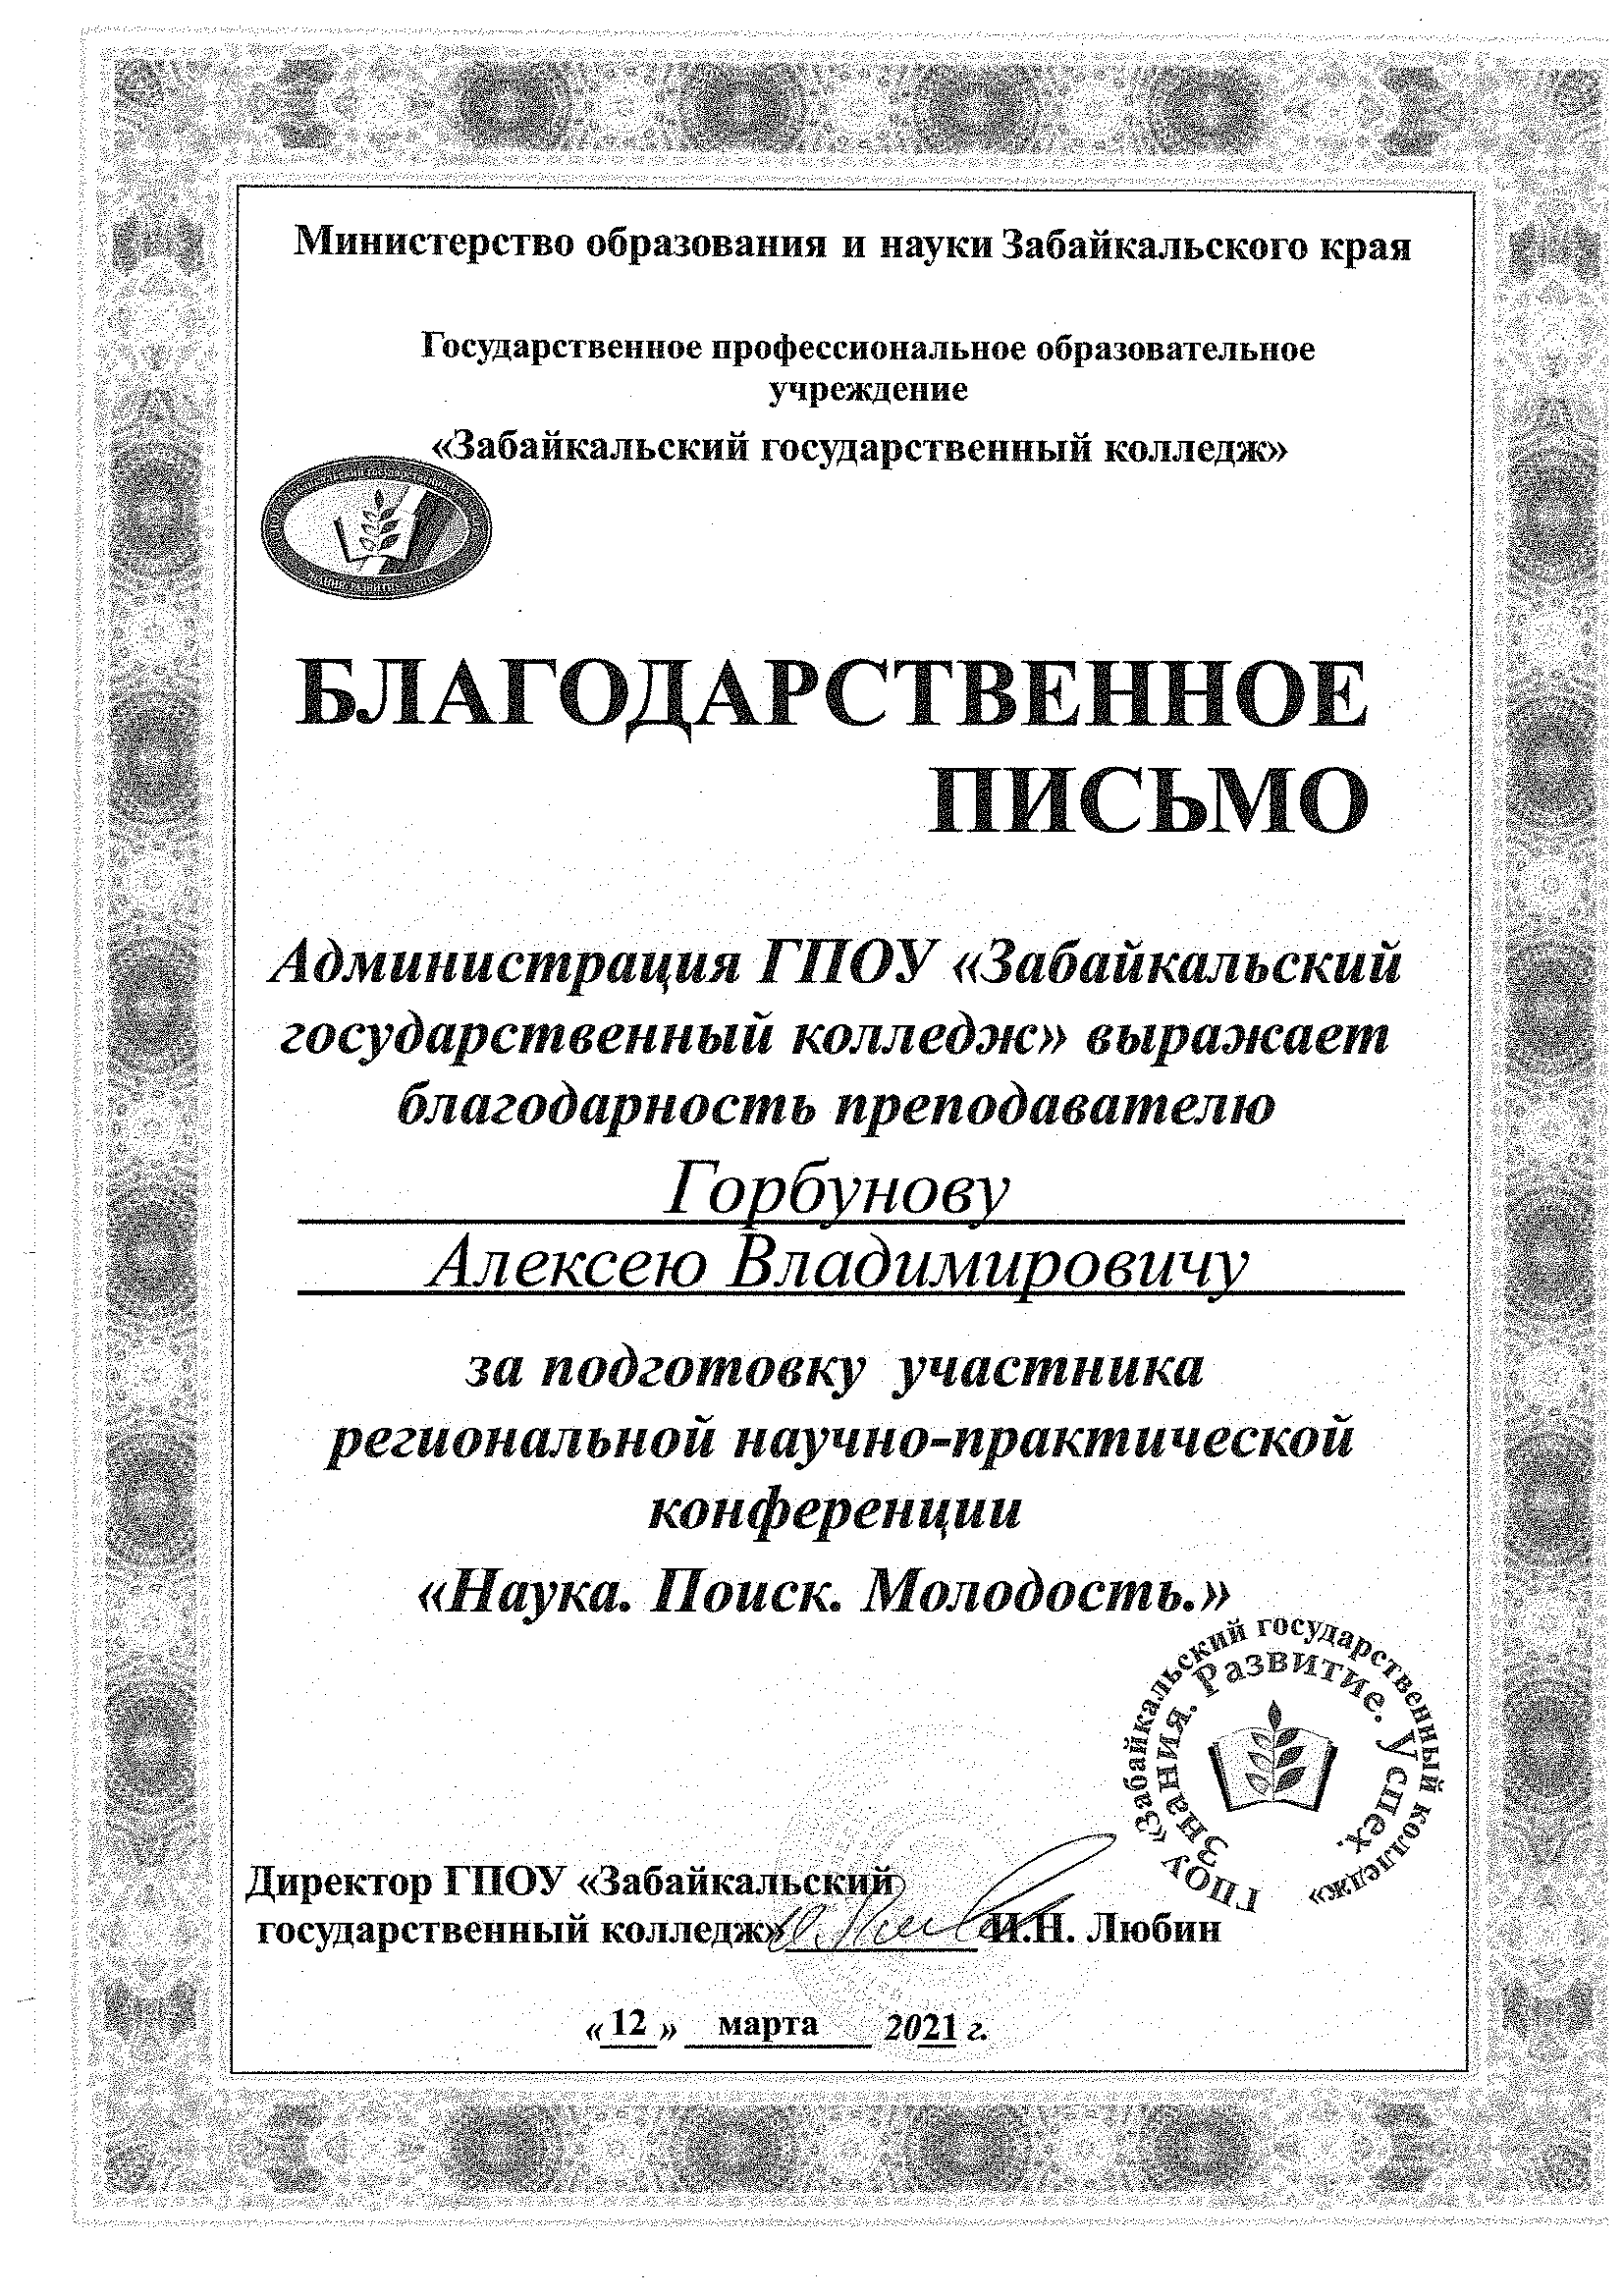 Министерство образования и науки Забайкальского края
Государственное профессиональное образовательное
учреждение
«Забайкальский государственный колледж»
БЛАГОДАРСТВЕННОЕ
ПИСЬМО
Администрация ГПОУ «Забайкальский
государственный колледж» выражает
благодарность преподавателю
Горбунову
Алексею Владимировичу
за подготовку участника
региональной научно-практической
конференции
«Наука. Поиск. Молодость.»
ГПОУ «Забайкальский государственный колледж»
Знания. Развитие. Успех.
Директор ГПОУ «Забайкальский
государственный колледж» И.Н. Любин
«12» марта 2021 г.